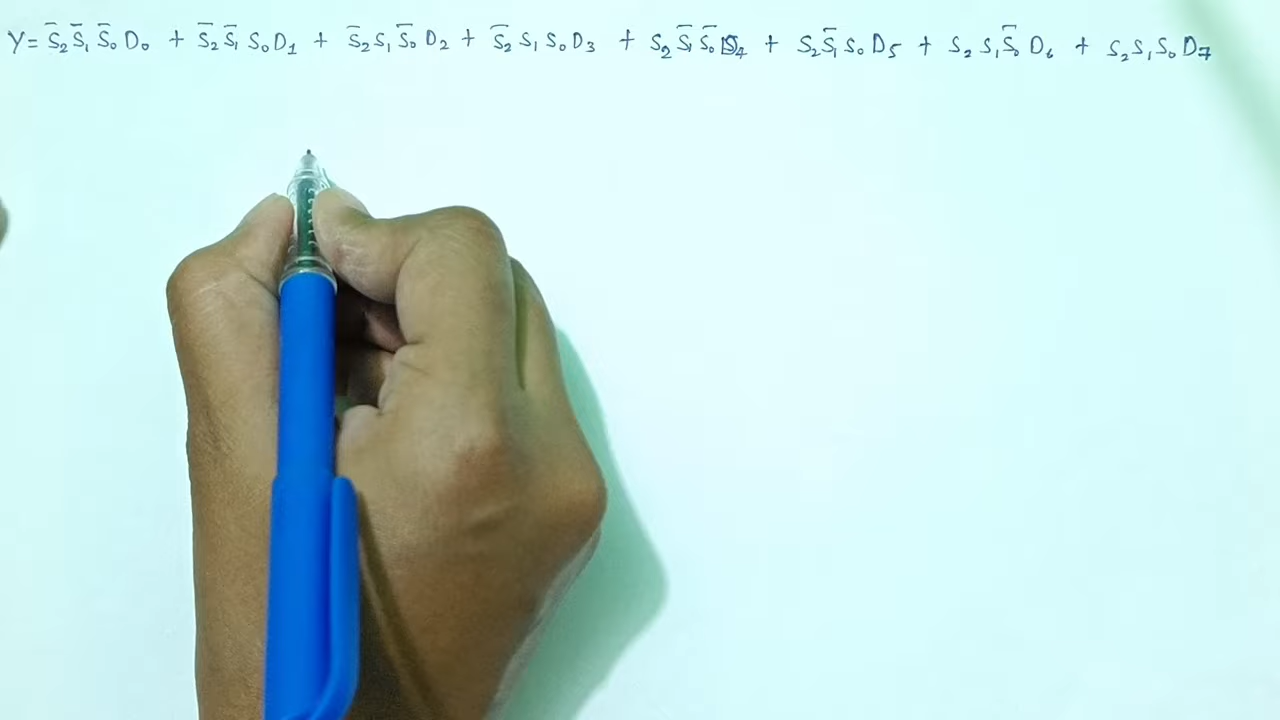 Y= S̄₂S̄₁S̄₀D₀ + S̄₂S̄₁S₀D₁ + S̄₂S₁S̄₀D₂ + S̄₂S₁S₀D₃ + S₂S̄₁S̄₀D₄ + S₂S̄₁S₀D₅ + S₂S₁S̄₀D₆ + S₂S₁S₀D₇